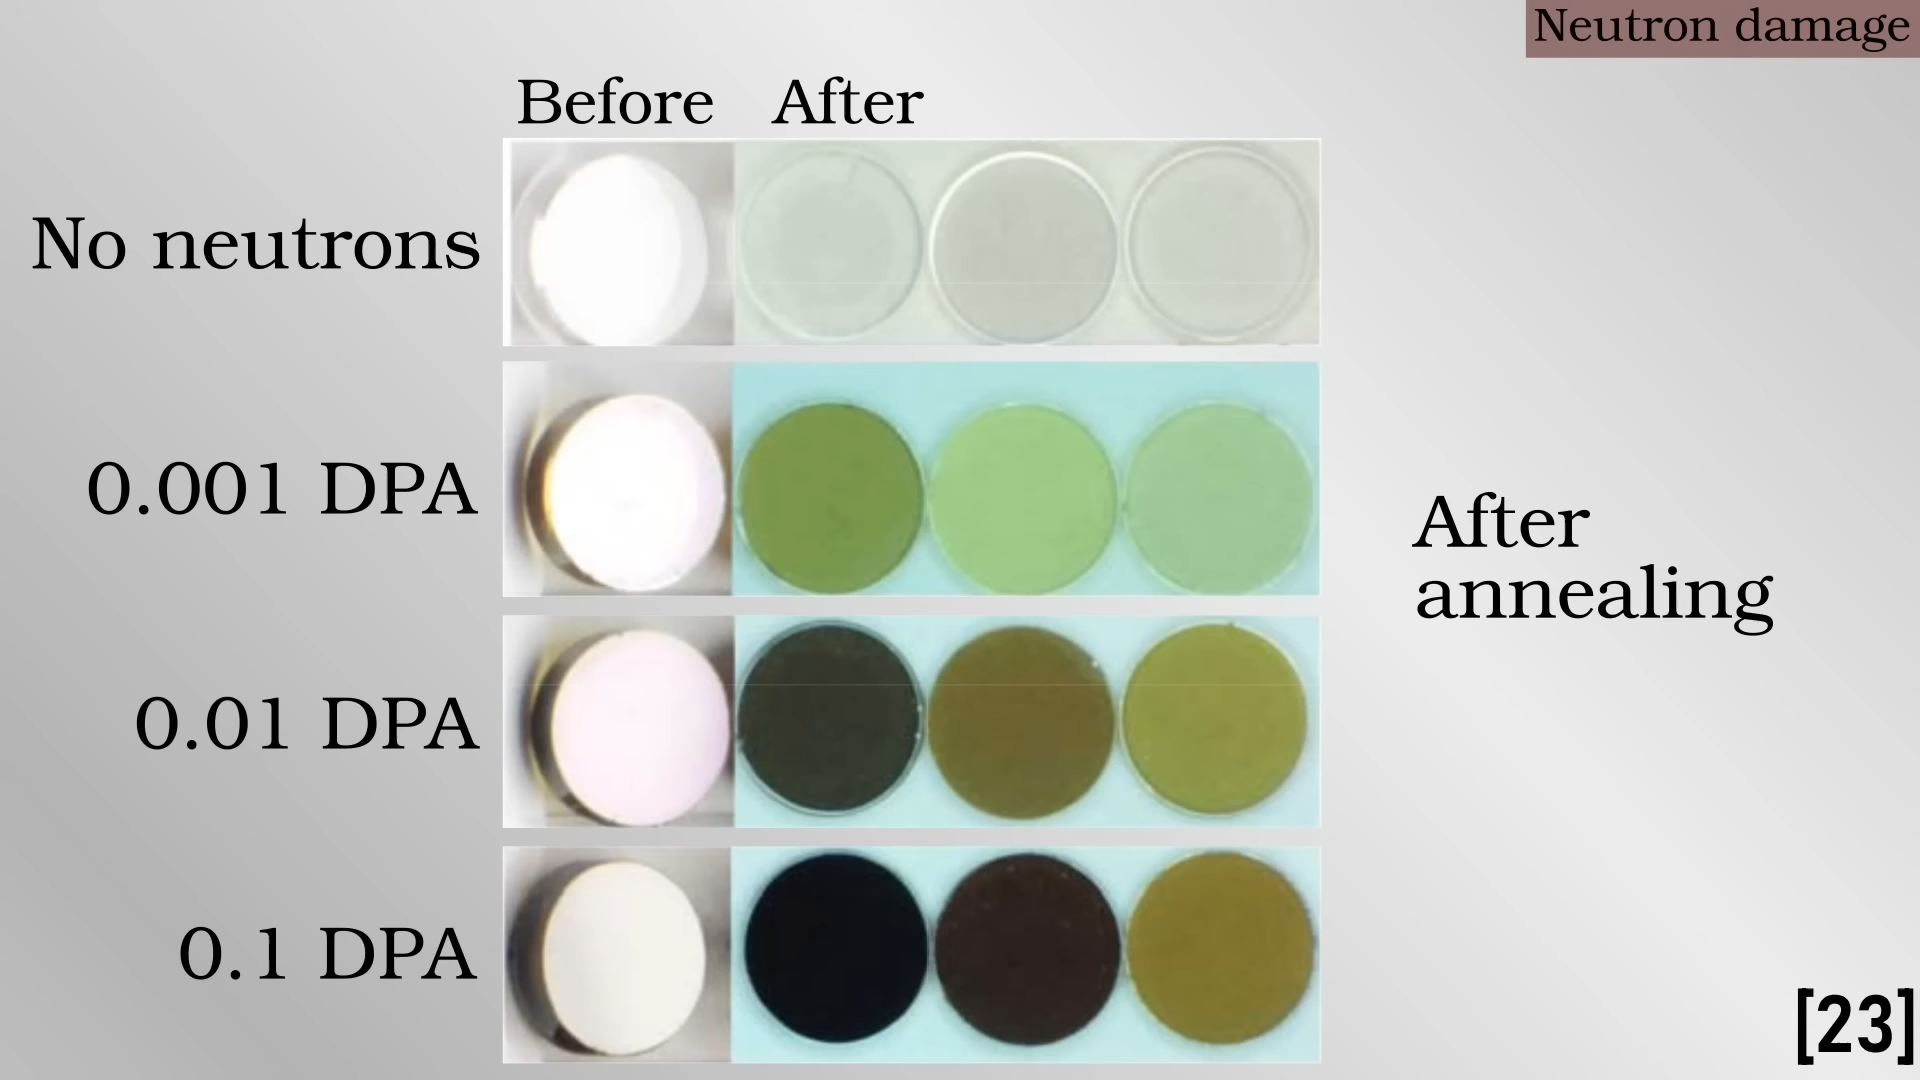 Neutron damage
Before After
No neutrons
0.001 DPA
After
annealing
0.01 DPA
0.1 DPA
[23]